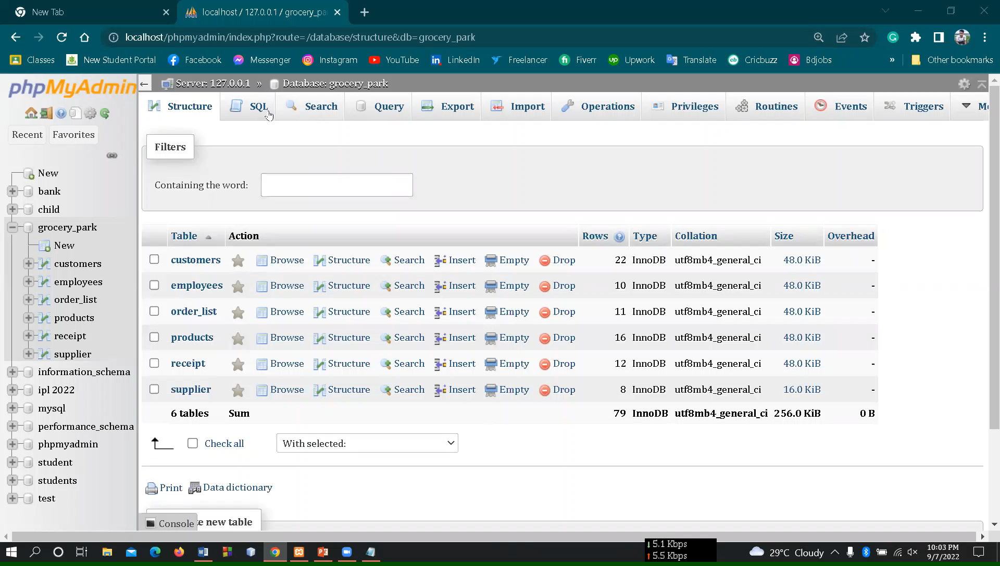 New Tab
localhost / 127.0.0.1 / grocery_pa
localhost/phpmyadmin/index.php?route=/database/structure&db=grocery_park
Classes New Student Portal Facebook Messenger Instagram YouTube LinkedIn Freelancer Fiverr Upwork Translate Cricbuzz Bdjobs » Other bookmarks
phpMyAdmin
Server: 127.0.0.1 » Database: grocery_park
Structure SQL Search Query Export Import Operations Privileges Routines Events Triggers Mo
Recent Favorites
New
bank
child
grocery_park
New
customers
employees
order_list
products
receipt
supplier
information_schema
ipl 2022
mysql
performance_schema
phpmyadmin
student
students
test
Filters
Containing the word:
Table Action Rows Type Collation Size Overhead
customers Browse Structure Search Insert Empty Drop 22 InnoDB utf8mb4_general_ci 48.0 KiB -
employees Browse Structure Search Insert Empty Drop 10 InnoDB utf8mb4_general_ci 48.0 KiB -
order_list Browse Structure Search Insert Empty Drop 11 InnoDB utf8mb4_general_ci 48.0 KiB -
products Browse Structure Search Insert Empty Drop 16 InnoDB utf8mb4_general_ci 48.0 KiB -
receipt Browse Structure Search Insert Empty Drop 12 InnoDB utf8mb4_general_ci 48.0 KiB -
supplier Browse Structure Search Insert Empty Drop 8 InnoDB utf8mb4_general_ci 16.0 KiB -
6 tables Sum 79 InnoDB utf8mb4_general_ci 256.0 KiB 0 B
Check all With selected:
Print Data dictionary
Console e new table
5.1 Kbps
5.5 Kbps
29°C Cloudy
10:03 PM
9/7/2022